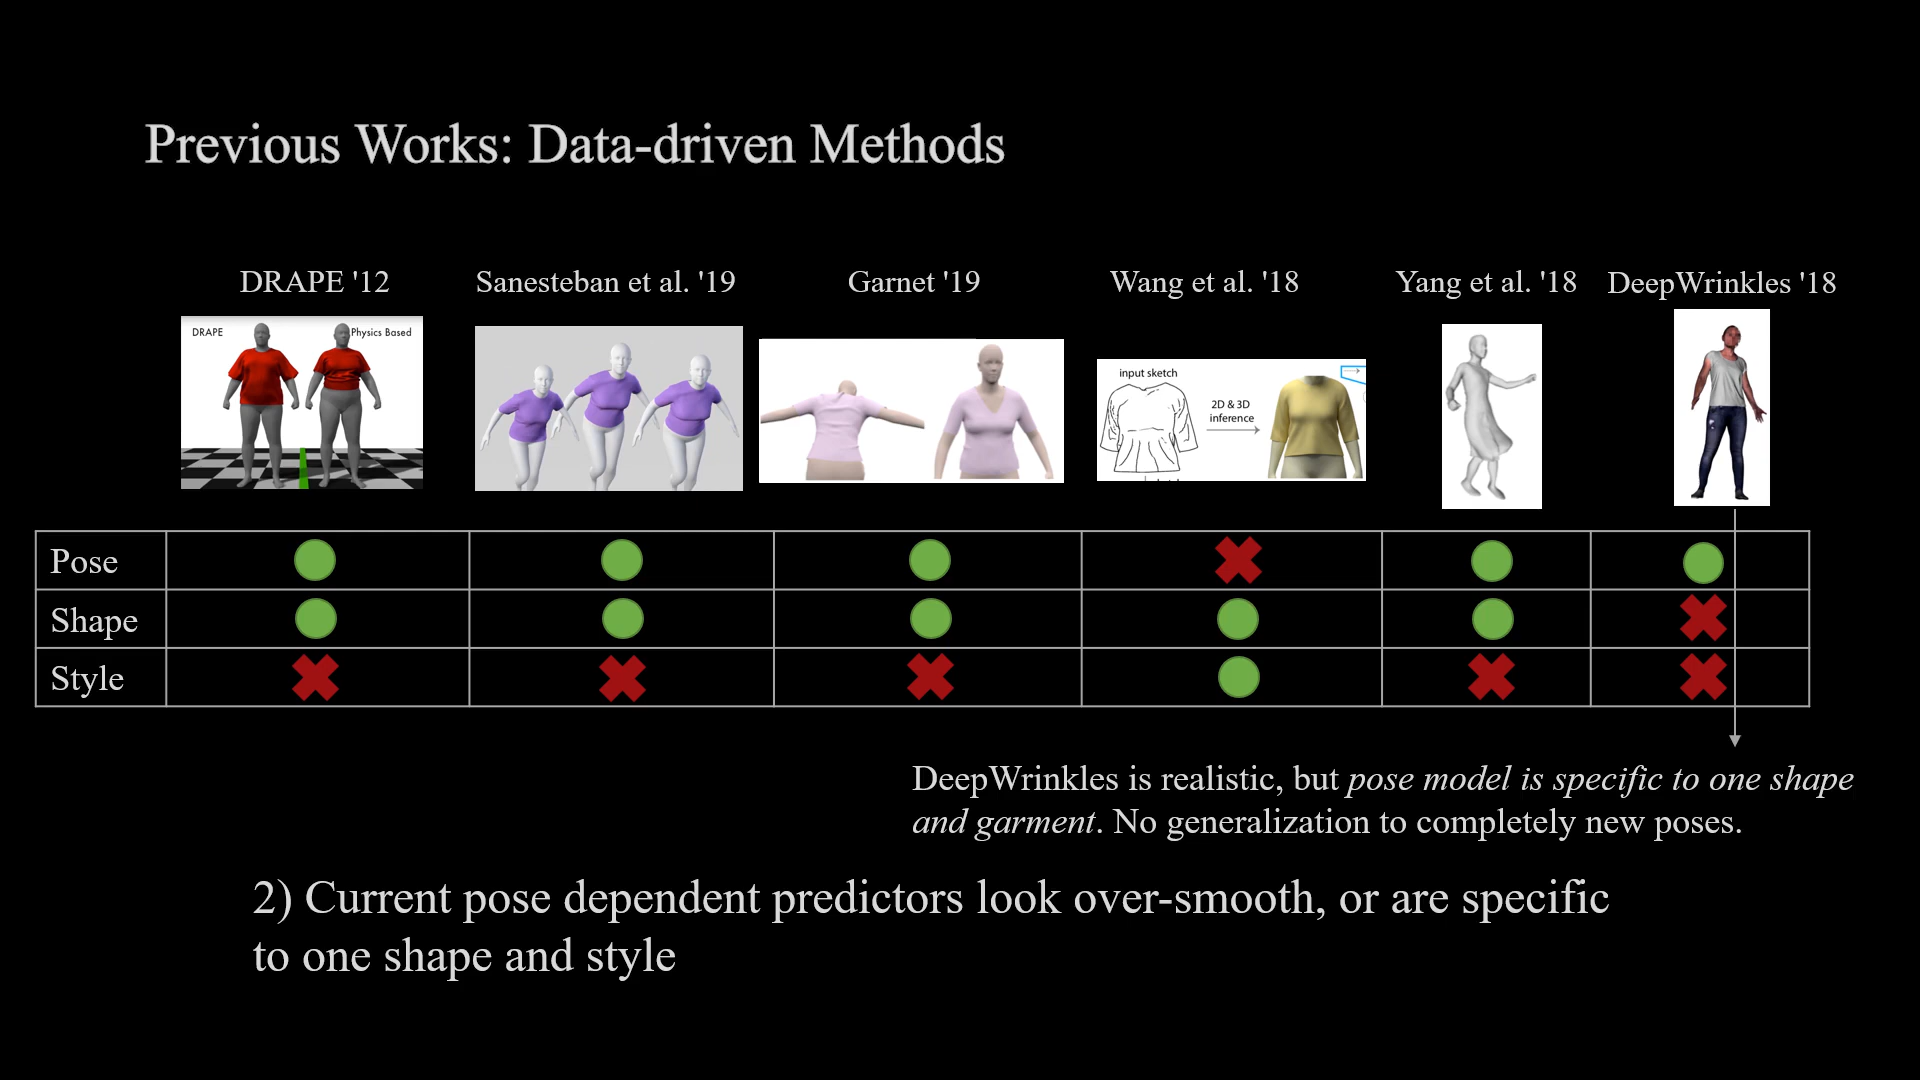 Previous Works: Data-driven Methods
DRAPE '12
Sanesteban et al. '19
Garnet '19
Wang et al. '18
Yang et al. '18
DeepWrinkles '18
DRAPE
Physics Based
input sketch
2D & 3D
inference
Pose
Shape
Style
DeepWrinkles is realistic, but pose model is specific to one shape
and garment. No generalization to completely new poses.
2) Current pose dependent predictors look over-smooth, or are specific
to one shape and style